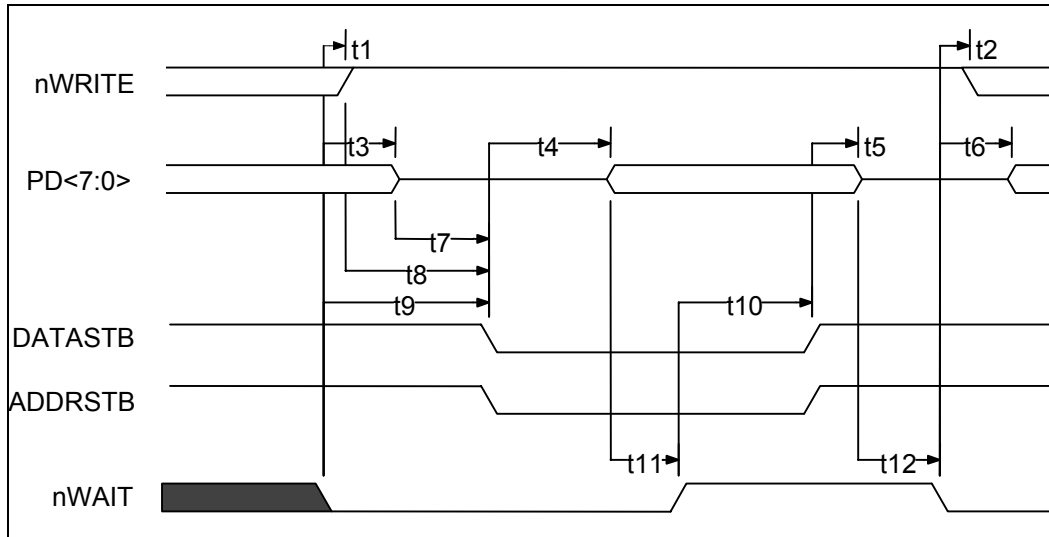 t1
t2
nWRITE
t3
t4
t5
t6
PD<7:0>
t7
t8
t9
t10
DATASTB
ADDRSTB
t11
t12
nWAIT